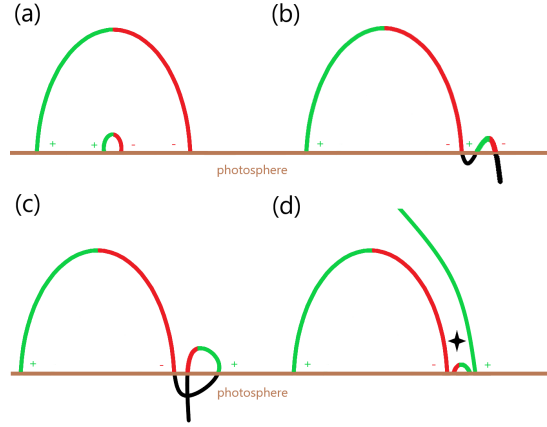 (a) (b)
+ + - - + - + -
photosphere
(c) (d)
+ - + + - +
photosphere